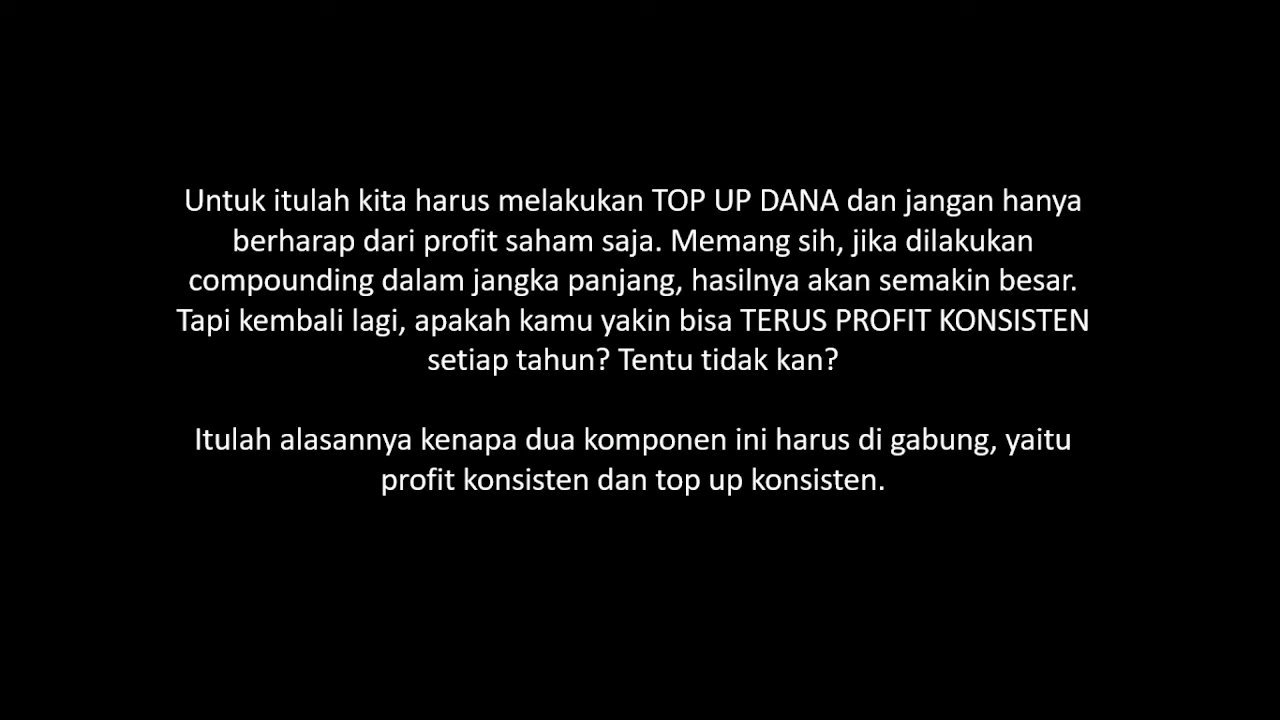 Untuk itulah kita harus melakukan TOP UP DANA dan jangan hanya
berharap dari profit saham saja. Memang sih, jika dilakukan
compounding dalam jangka panjang, hasilnya akan semakin besar.
Tapi kembali lagi, apakah kamu yakin bisa TERUS PROFIT KONSISTEN
setiap tahun? Tentu tidak kan?
Itulah alasannya kenapa dua komponen ini harus di gabung, yaitu
profit konsisten dan top up konsisten.